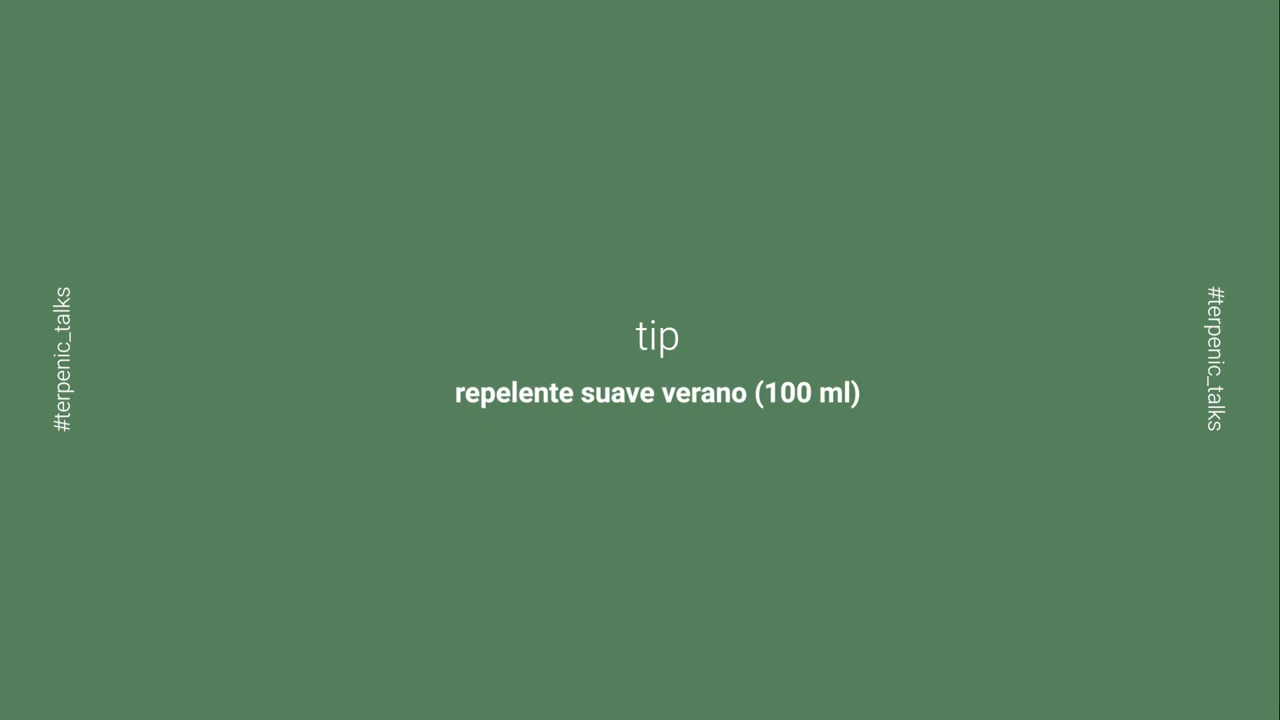 #terpenic_talks
tip
repelente suave verano (100 ml)
#terpenic_talks